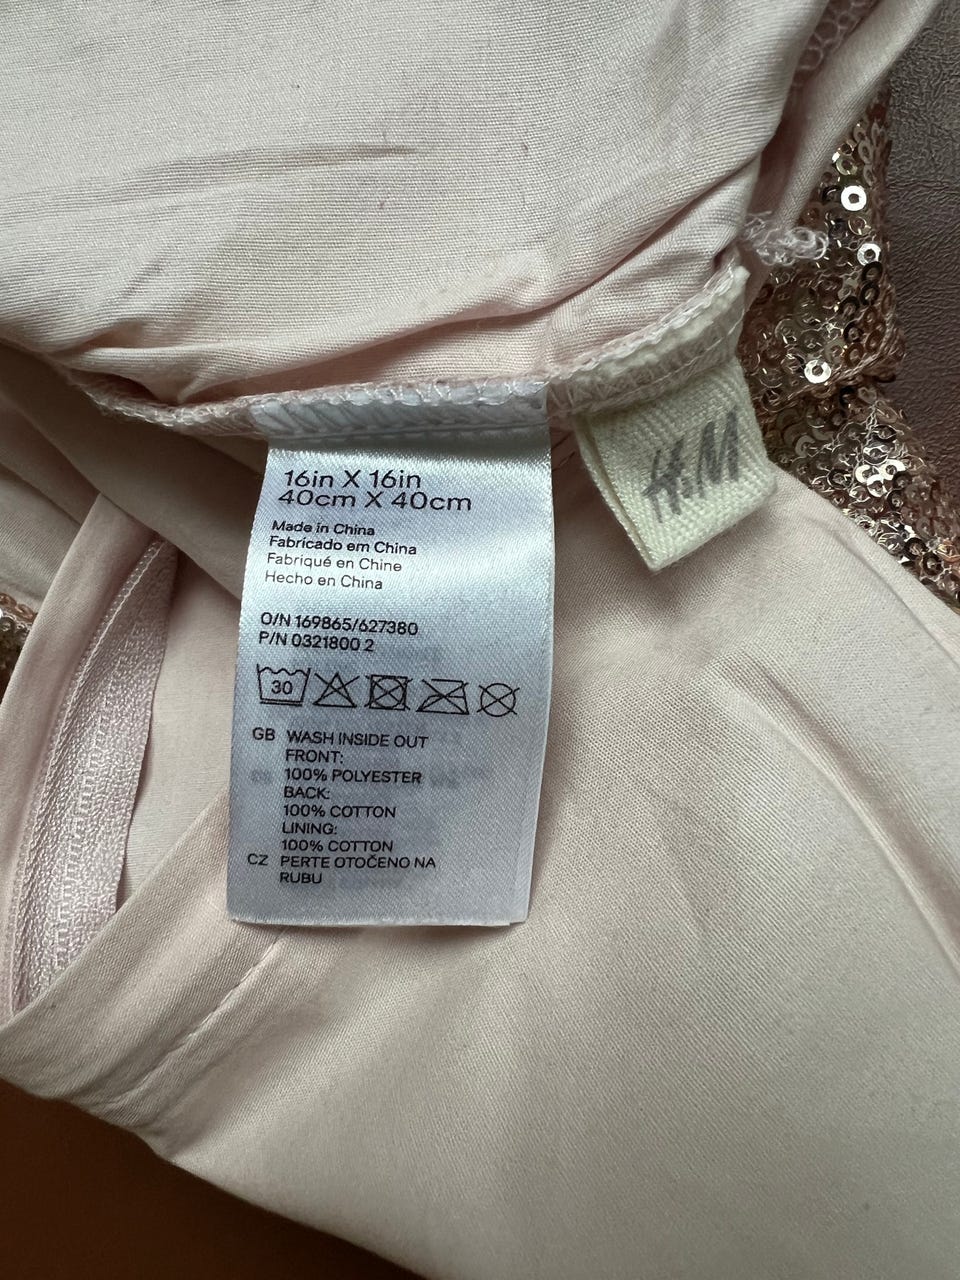 16in X 16in
40cm X 40cm
Made in China
Fabricado em China
Fabriqué en Chine
Hecho en China
O/N 169865/627380
P/N 0321800 2
30
GB WASH INSIDE OUT
FRONT:
100% POLYESTER
BACK:
100% COTTON
LINING:
100% COTTON
CZ PERTE OTOČENO NA
RUBU
H&M